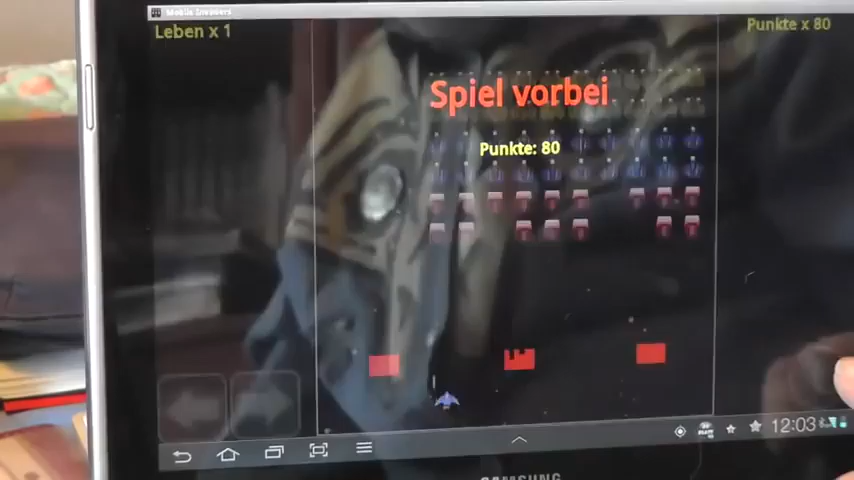 Mobile Invaders
Leben x 1
Punkte x 80
Spiel vorbei
Punkte: 80
12:03
SAMSUNG